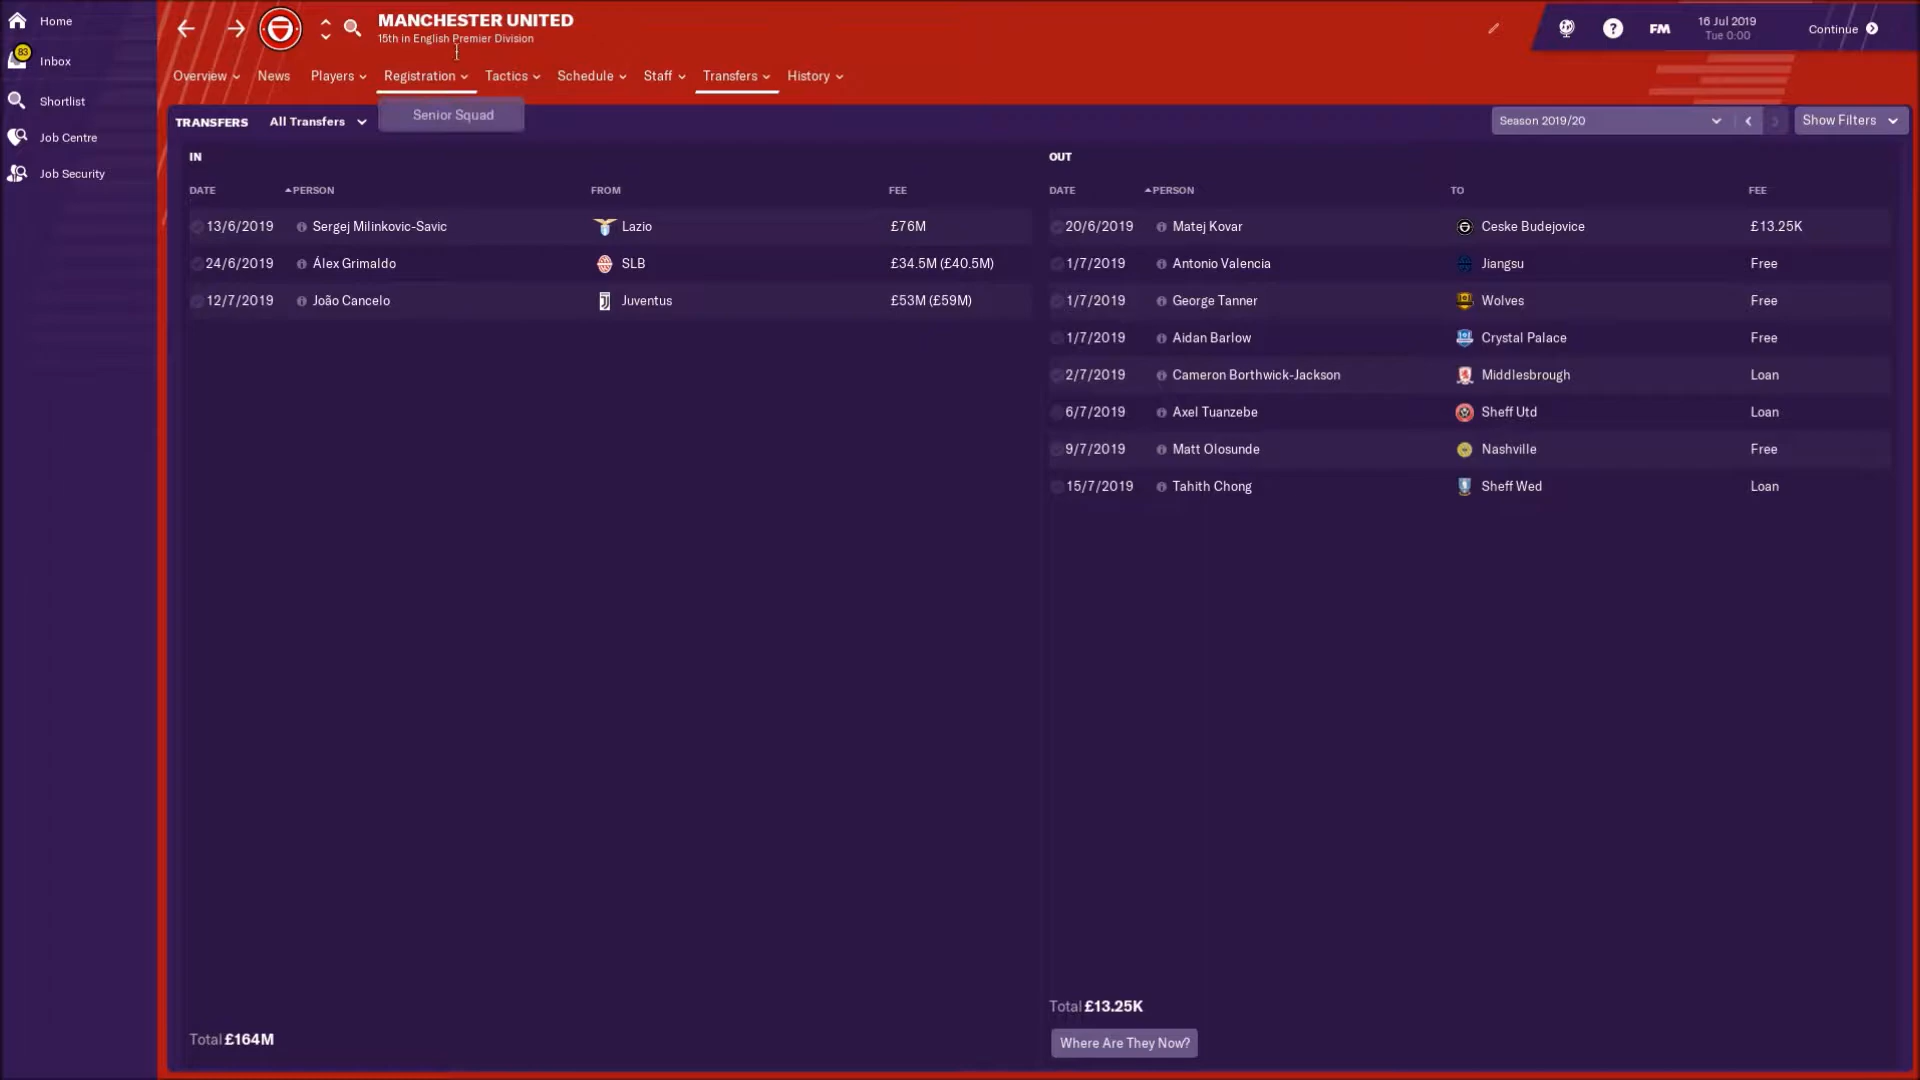 Home
83
Inbox
Shortlist
Job Centre
Job Security
MANCHESTER UNITED
15th in English Premier Division
FM
16 Jul 2019
Tue 0:00
Continue
Overview
News
Players
Registration
Tactics
Schedule
Staff
Transfers
History
Senior Squad
TRANSFERS
All Transfers
Season 2019/20
Show Filters
IN
DATE PERSON FROM FEE
13/6/2019 Sergej Milinkovic-Savic Lazio £76M
24/6/2019 Álex Grimaldo SLB £34.5M (£40.5M)
12/7/2019 João Cancelo Juventus £53M (£59M)
Total £164M
OUT
DATE PERSON TO FEE
20/6/2019 Matej Kovar Ceske Budejovice £13.25K
1/7/2019 Antonio Valencia Jiangsu Free
1/7/2019 George Tanner Wolves Free
1/7/2019 Aidan Barlow Crystal Palace Free
2/7/2019 Cameron Borthwick-Jackson Middlesbrough Loan
6/7/2019 Axel Tuanzebe Sheff Utd Loan
9/7/2019 Matt Olosunde Nashville Free
15/7/2019 Tahith Chong Sheff Wed Loan
Total £13.25K
Where Are They Now?